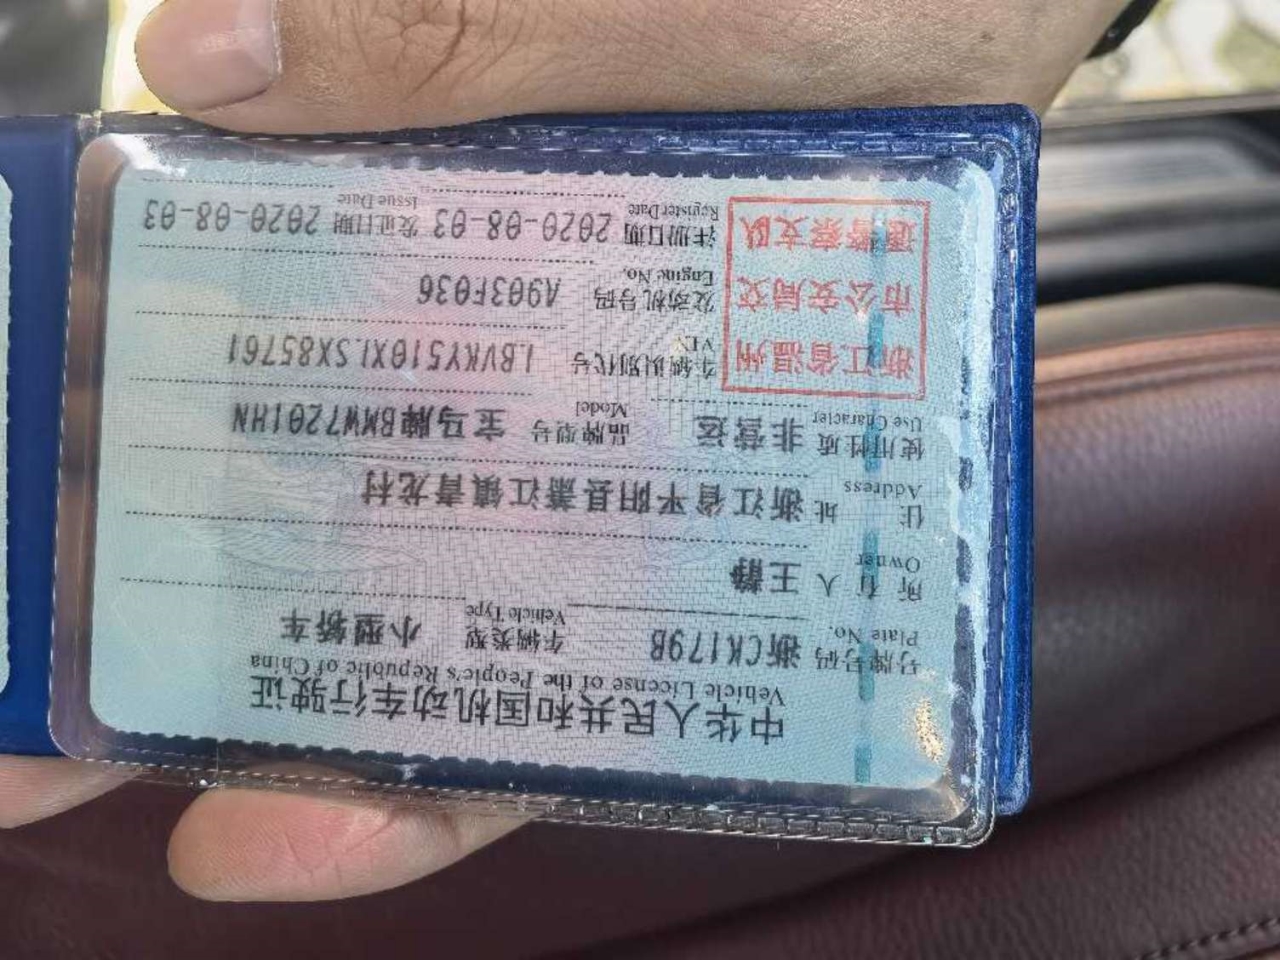 中华人民共和国机动车行驶证
Vehicle License of the People's Republic of China
号牌号码 浙CK179B 车辆类型 小型轿车
Plate No. Vehicle Type
所有人 王静
Owner
住址 浙江省平阳县萧江镇青龙村
Address
使用性质 非营运 品牌型号 宝马牌BMW7201HN
Use Character Model
浙江省温州
市公安局交
通警察支队
车辆识别代号 LBVKY510XLSX85761
VIN
发动机号码 A903F036
Engine No.
注册日期 2020-08-03 发证日期 2020-08-03
Register Date Issue Date